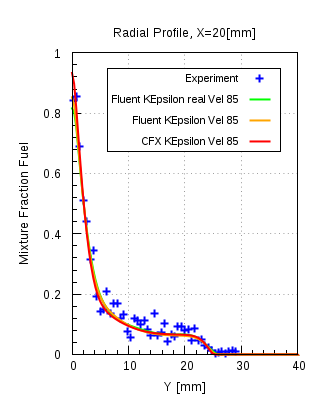 Radial Profile, X=20[mm]
1
0.8
0.6
0.4
0.2
0
Mixture Fraction Fuel
Experiment
Fluent KEpsilon real Vel 85
Fluent KEpsilon Vel 85
CFX KEpsilon Vel 85
0 10 20 30 40
Y [mm]